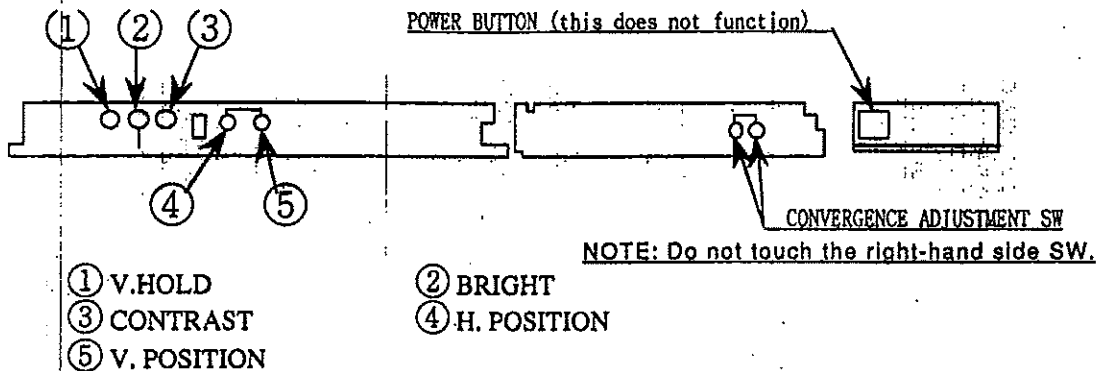 ① ② ③ POWER BUTTON (this does not function)
④ ⑤
CONVERGENCE ADJUSTMENT SW
NOTE: Do not touch the right-hand side SW.
① V.HOLD ② BRIGHT
③ CONTRAST ④ H. POSITION
⑤ V. POSITION